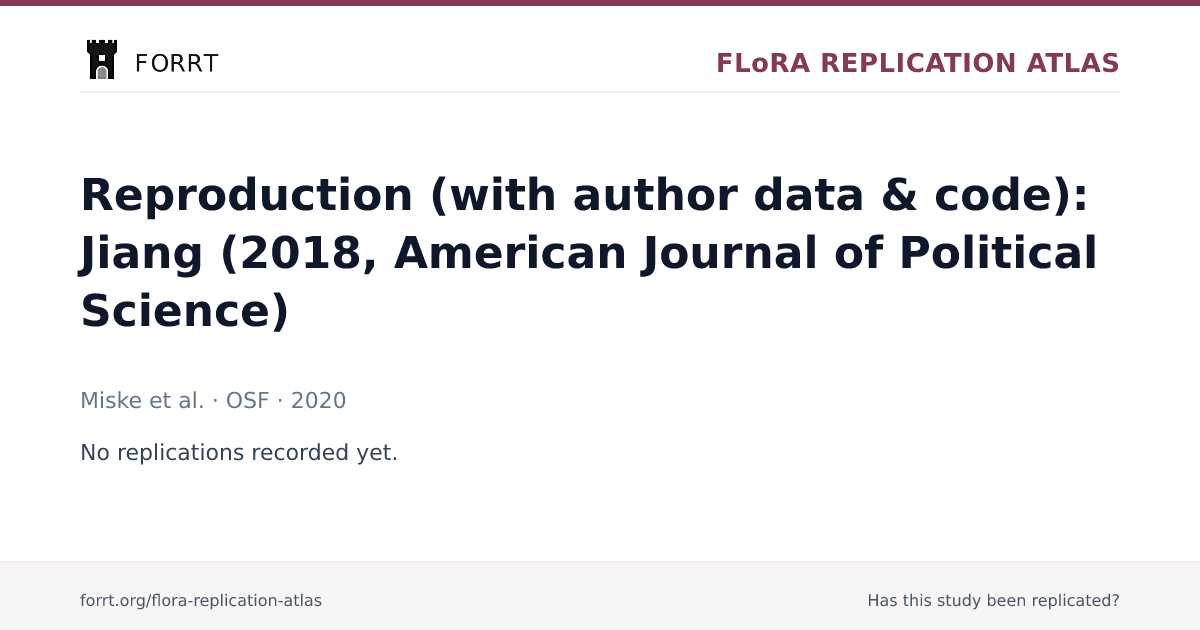 FORRT
FLoRA REPLICATION ATLAS
Reproduction (with author data & code):
Jiang (2018, American Journal of Political
Science)
Miske et al. · OSF · 2020
No replications recorded yet.
forrt.org/flora-replication-atlas
Has this study been replicated?